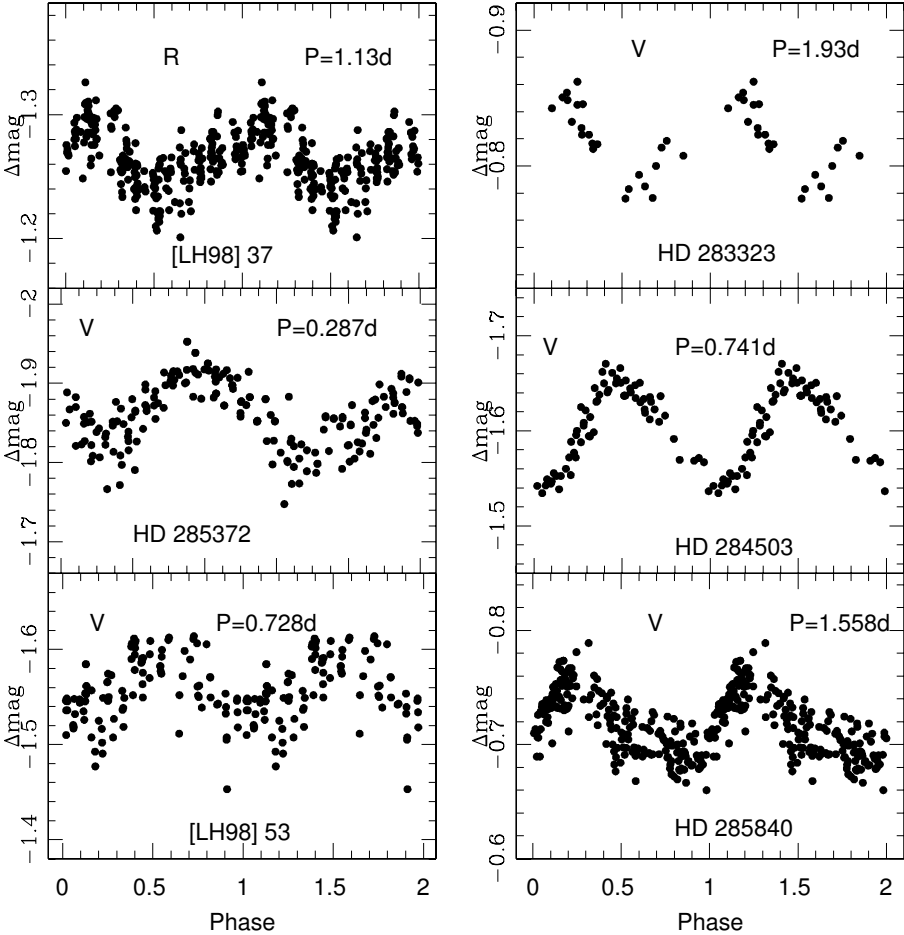 R P=1.13d
−1.3
Δmag
−1.2
[LH98] 37
−0.9
V P=1.93d
Δmag
−0.8
HD 283323
−2
V P=0.287d
−1.9
Δmag
−1.8
−1.7
HD 285372
−1.7
V P=0.741d
Δmag
−1.6
−1.5
HD 284503
V P=0.728d
−1.6
Δmag
−1.5
−1.4
[LH98] 53
0 0.5 1 1.5 2
Phase
−0.8
V P=1.558d
Δmag
−0.7
−0.6
HD 285840
0 0.5 1 1.5 2
Phase